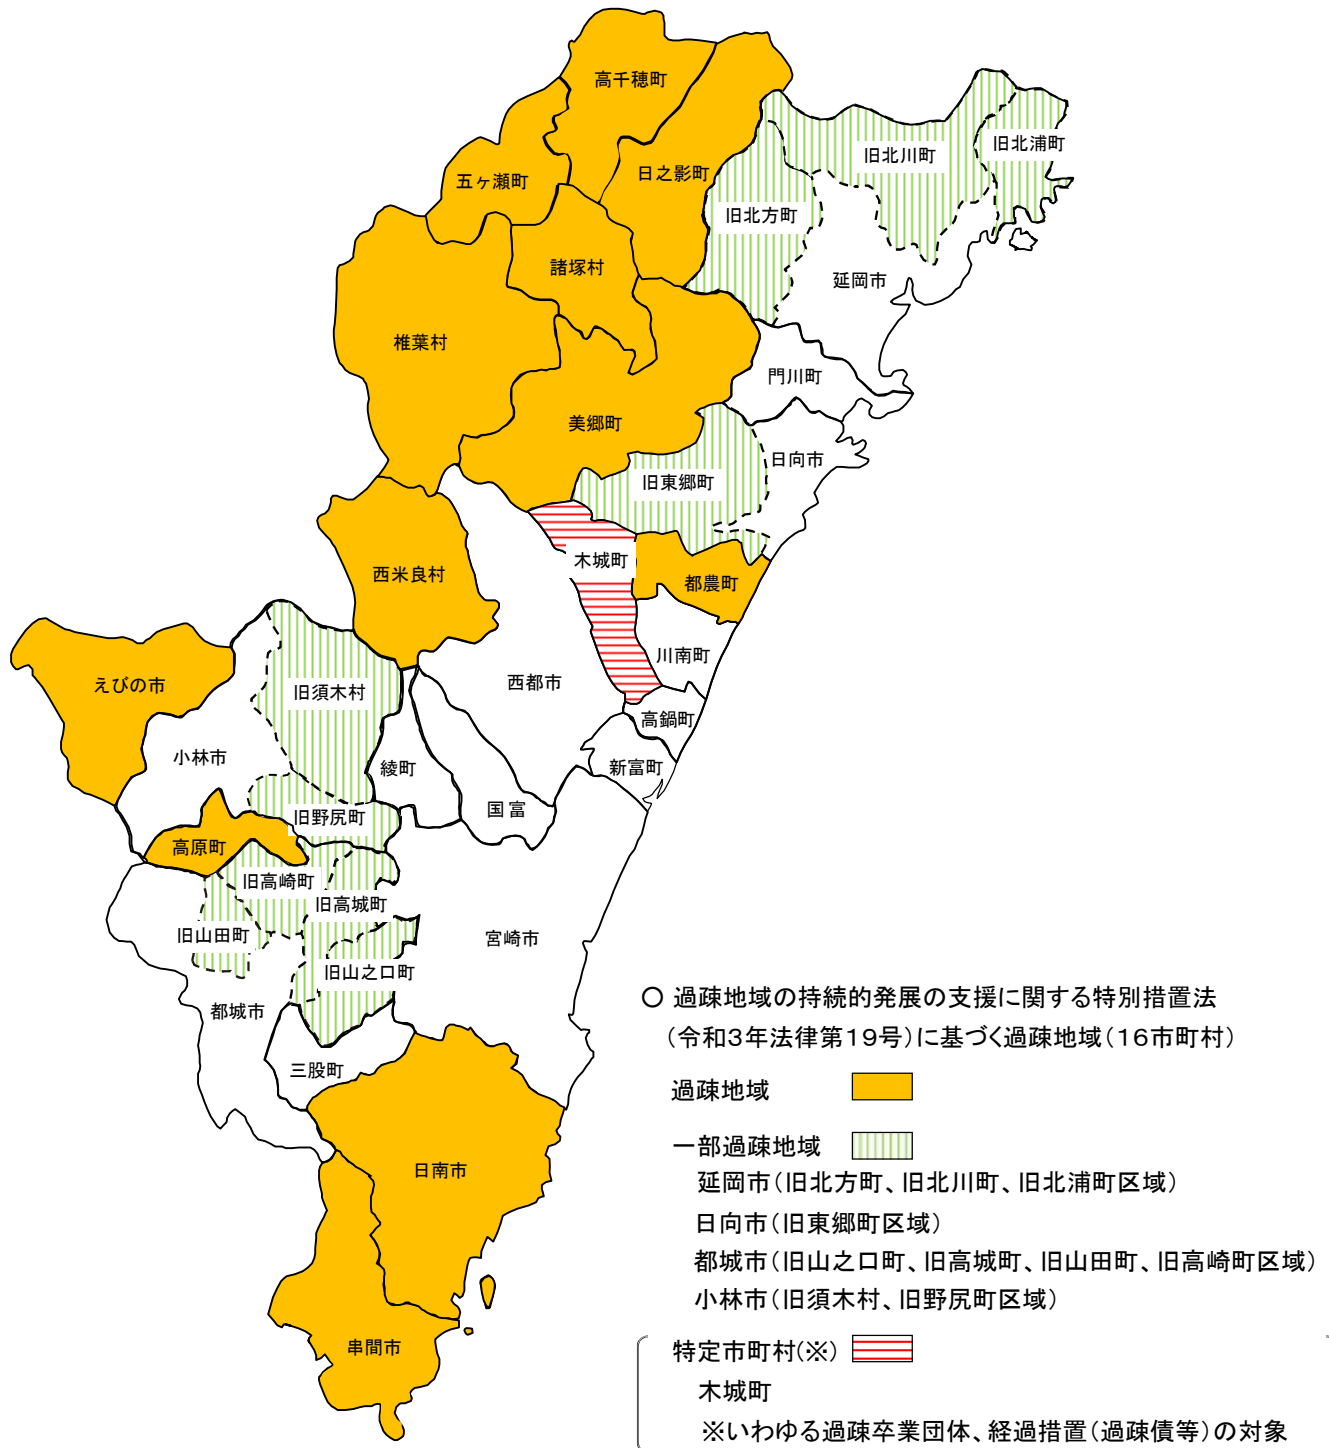 高千穂町
旧北浦町
旧北川町
日之影町
五ヶ瀬町
旧北方町
諸塚村
延岡市
椎葉村
門川町
美郷町
日向市
旧東郷町
木城町
西米良村
都農町
川南町
西都市
えびの市
旧須木村
高鍋町
小林市
綾町
新富町
国富
旧野尻町
高原町
旧高崎町
旧高城町
旧山田町
宮崎市
旧山之口町
都城市
三股町
日南市
串間市
○ 過疎地域の持続的発展の支援に関する特別措置法
(令和3年法律第19号)に基づく過疎地域(16市町村)
過疎地域
一部過疎地域
延岡市(旧北方町、旧北川町、旧北浦町区域)
日向市(旧東郷町区域)
都城市(旧山之口町、旧高城町、旧山田町、旧高崎町区域)
小林市(旧須木村、旧野尻町区域)
特定市町村(※)
木城町
※いわゆる過疎卒業団体、経過措置(過疎債等)の対象